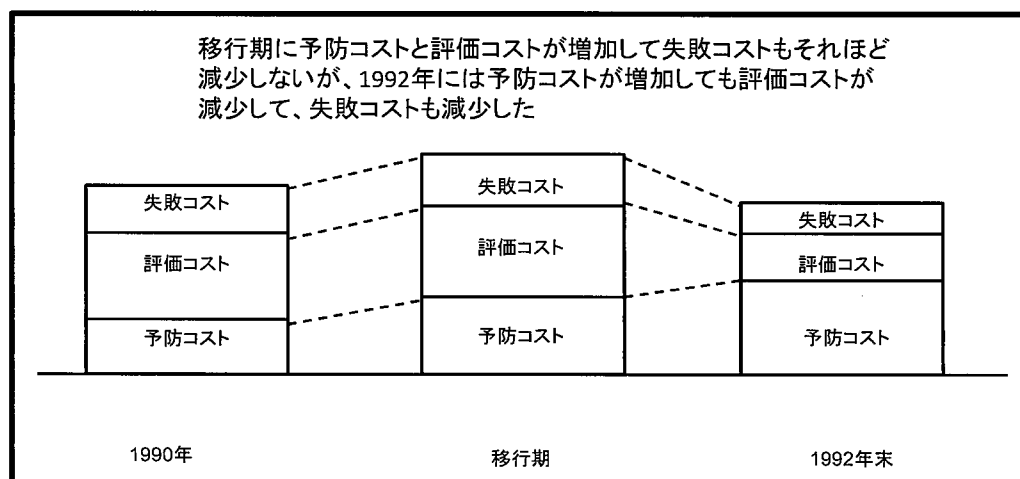 移行期に予防コストと評価コストが増加して失敗コストもそれほど
減少しないが、1992年には予防コストが増加しても評価コストが
減少して、失敗コストも減少した
失敗コスト
評価コスト
予防コスト
失敗コスト
評価コスト
予防コスト
失敗コスト
評価コスト
予防コスト
1990年
移行期
1992年末